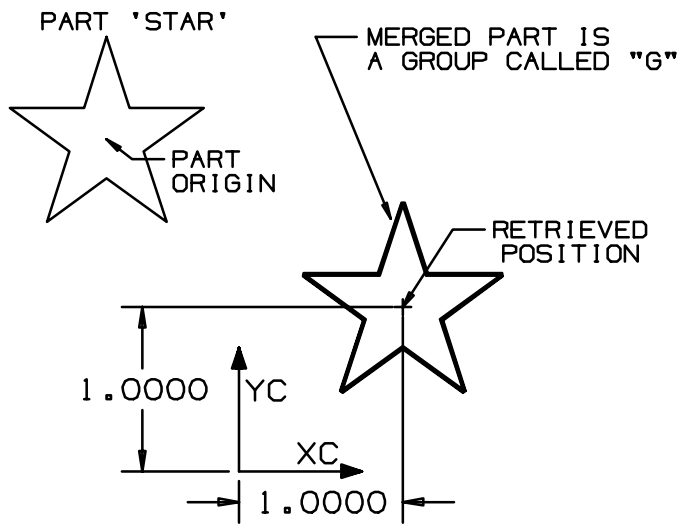 PART 'STAR'
MERGED PART IS
A GROUP CALLED "G"
PART
ORIGIN
RETRIEVED
POSITION
1.0000
YC
XC
1.0000